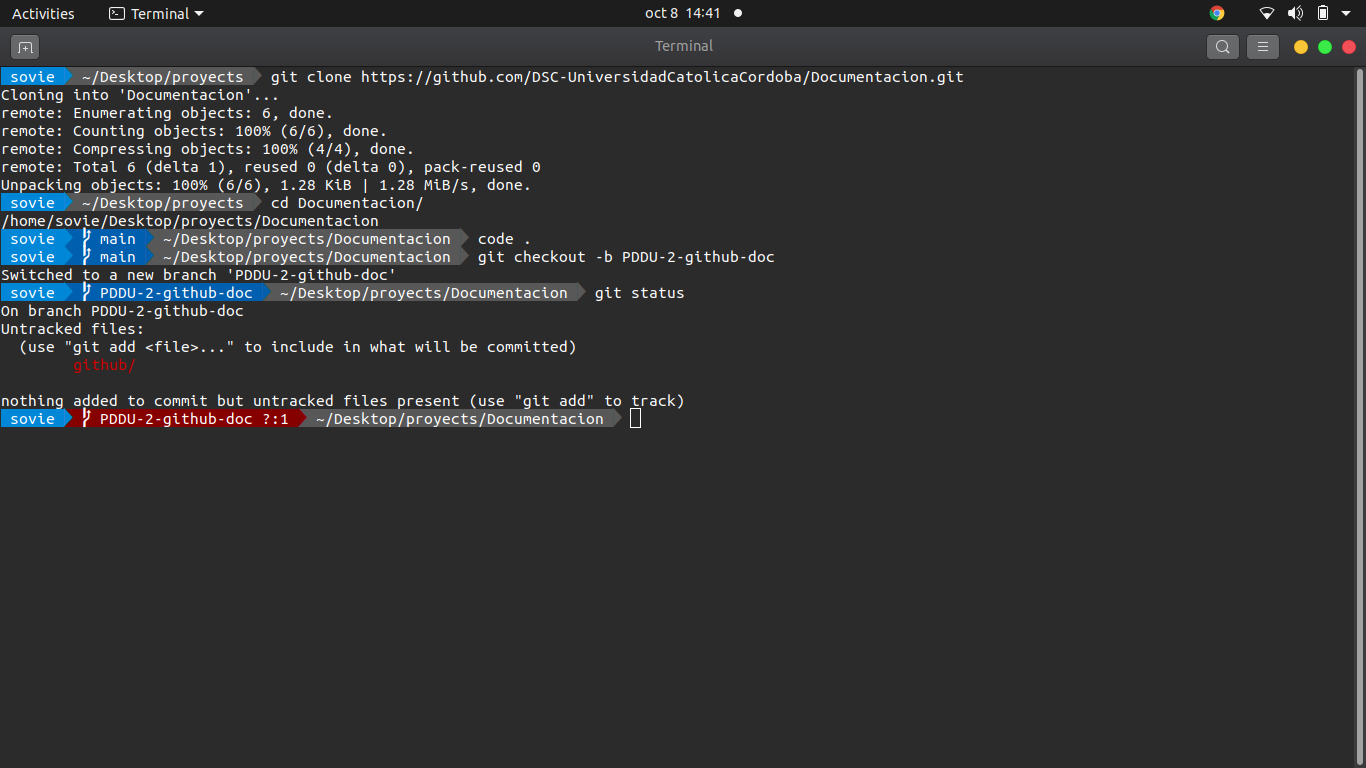 Activities Terminal oct 8 14:41
Terminal
sovie ~/Desktop/proyects git clone https://github.com/DSC-UniversidadCatolicaCordoba/Documentacion.git
Cloning into 'Documentacion'...
remote: Enumerating objects: 6, done.
remote: Counting objects: 100% (6/6), done.
remote: Compressing objects: 100% (4/4), done.
remote: Total 6 (delta 1), reused 0 (delta 0), pack-reused 0
Unpacking objects: 100% (6/6), 1.28 KiB | 1.28 MiB/s, done.
sovie ~/Desktop/proyects cd Documentacion/
/home/sovie/Desktop/proyects/Documentacion
sovie main ~/Desktop/proyects/Documentacion code .
sovie main ~/Desktop/proyects/Documentacion git checkout -b PDDU-2-github-doc
Switched to a new branch 'PDDU-2-github-doc'
sovie PDDU-2-github-doc ~/Desktop/proyects/Documentacion git status
On branch PDDU-2-github-doc
Untracked files:
  (use "git add <file>..." to include in what will be committed)
        github/
nothing added to commit but untracked files present (use "git add" to track)
sovie PDDU-2-github-doc ?:1 ~/Desktop/proyects/Documentacion